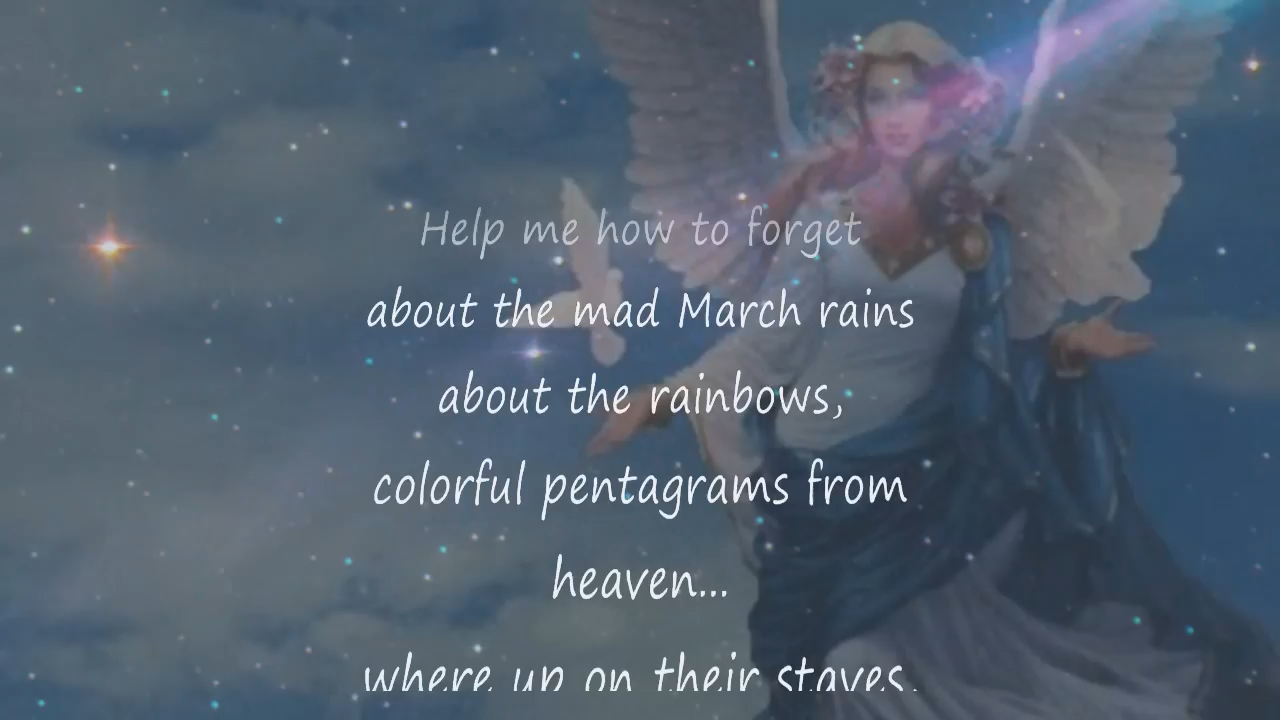 Help me how to forget
about the mad March rains
about the rainbows,
colorful pentagrams from
heaven...
where up on their staves,